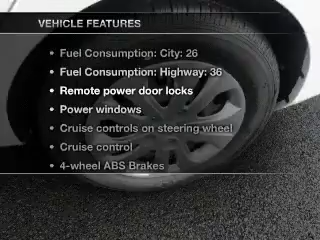 VEHICLE FEATURES
• Fuel Consumption: City: 26
• Fuel Consumption: Highway: 36
• Remote power door locks
• Power windows
• Cruise controls on steering wheel
• Cruise control
• 4-wheel ABS Brakes